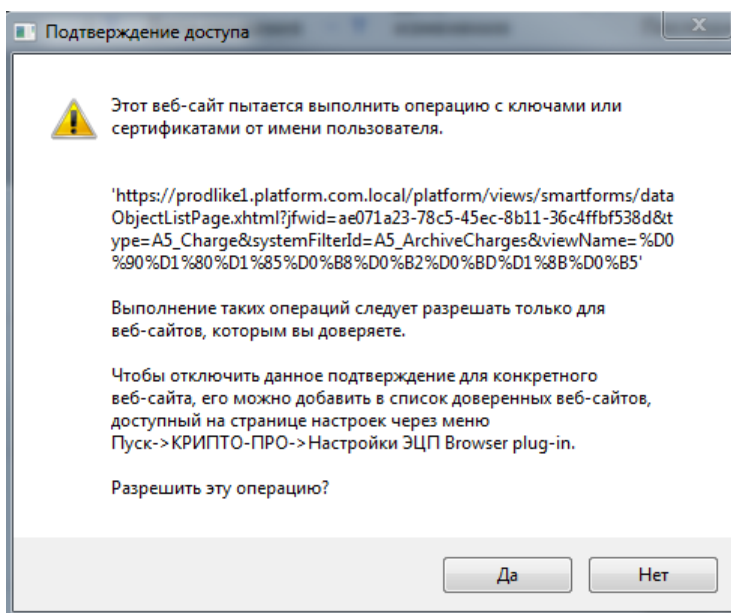 Подтверждение доступа
Этот веб-сайт пытается выполнить операцию с ключами или
сертификатами от имени пользователя.
'https://prodlike1.platform.com.local/platform/views/smartforms/data
ObjectListPage.xhtml?jfwid=ae071a23-78c5-45ec-8b11-36c4ffbf538d&t
ype=A5_Charge&systemFilterId=A5_ArchiveCharges&viewName=%D0
%90%D1%80%D1%85%D0%B8%D0%B2%D0%BD%D1%8B%D0%B5'
Выполнение таких операций следует разрешать только для
веб-сайтов, которым вы доверяете.
Чтобы отключить данное подтверждение для конкретного
веб-сайта, его можно добавить в список доверенных веб-сайтов,
доступный на странице настроек через меню
Пуск->КРИПТО-ПРО->Настройки ЭЦП Browser plug-in.
Разрешить эту операцию?
Да Нет